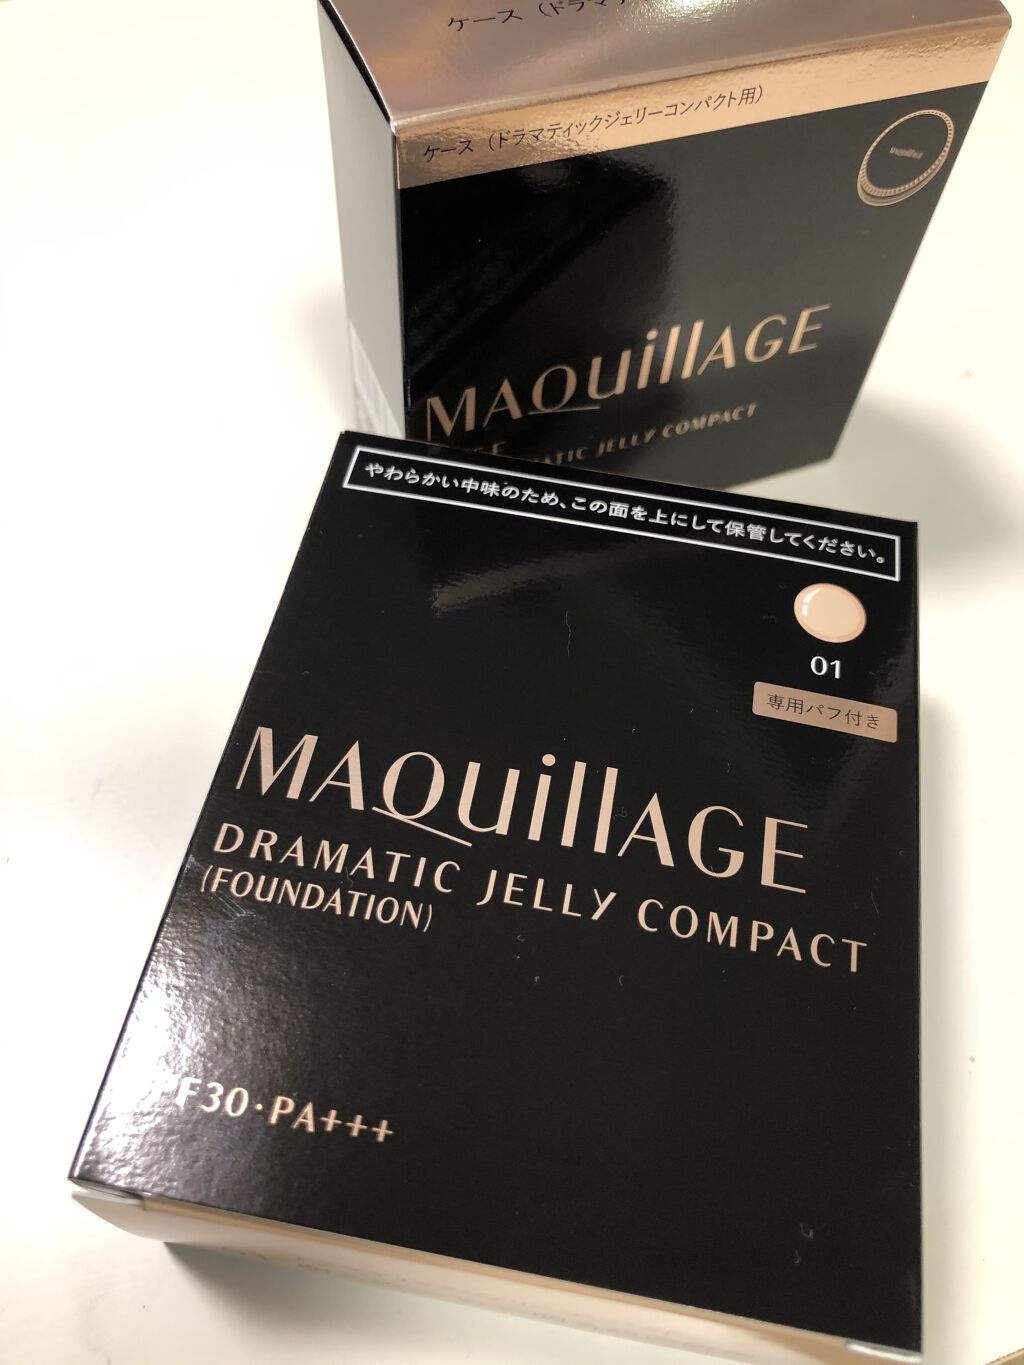 ケース（ドラマ
ケース（ドラマティックジェリーコンパクト用）
maquillage
MAQuillAGE
JELLY COMPACT
やわらかい中味のため、この面を上にして保管してください。
01
専用パフ付き
MAQuillAGE
DRAMATIC JELLY COMPACT
(FOUNDATION)
PF30・PA+++